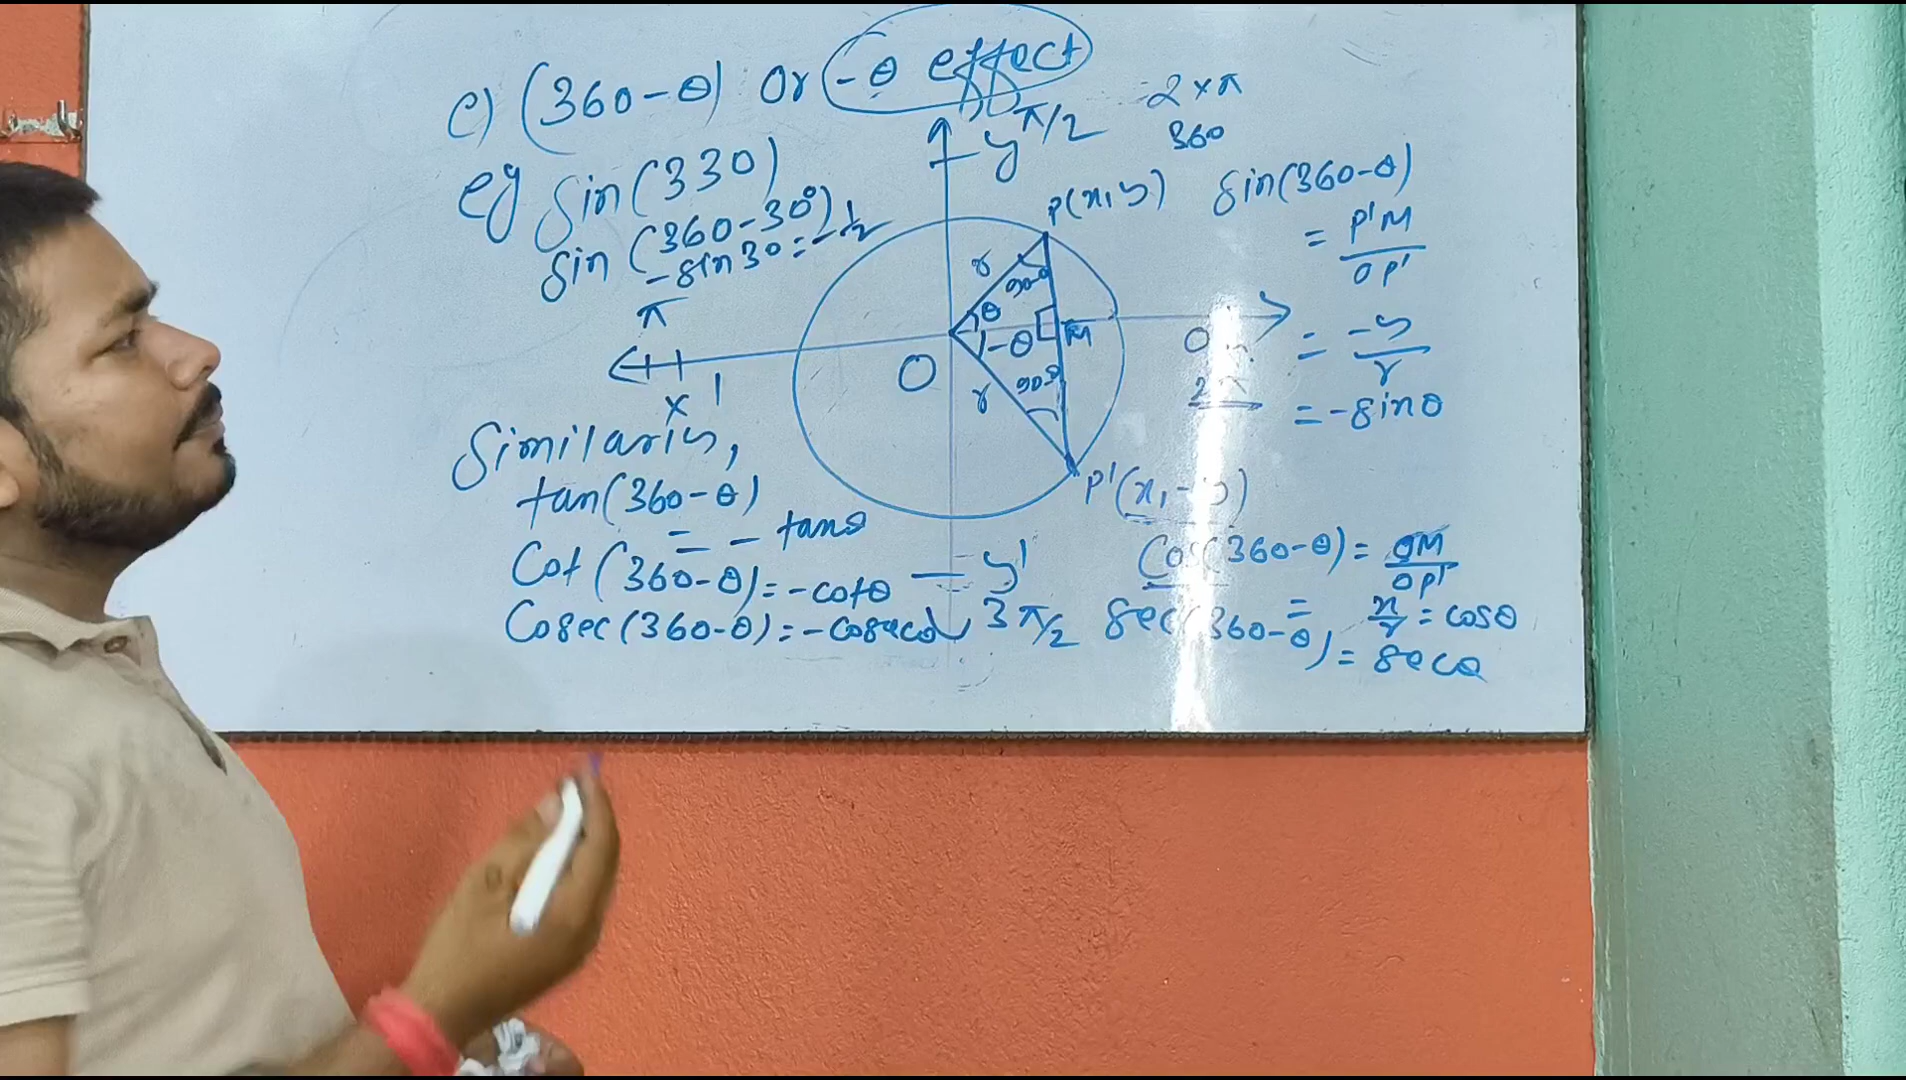 c) (360-θ) or -θ effect
eg sin(330)
sin (360-30°)
-sin30 = -1/2
= 2 × π
360
π/2
y
P(x, y)
r
90-θ
θ
-θ
M
O
90-θ
r
P'(x, -y)
π
x'
0
2π
y'
3π/2
sin(360-θ)
= P'M/OP'
= -y/r
= -sinθ
Similarly,
tan(360-θ)
= - tanθ
Cot (360-θ) = -cotθ
Cosec (360-θ) = -cosecθ
Cos(360-θ) = OM/OP'
= x/r = cosθ
Sec(360-θ) = secθ